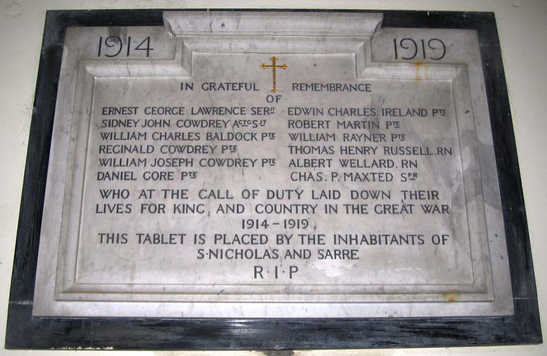 1914 1919
IN GRATEFUL REMEMBRANCE
OF
ERNEST GEORGE LAWRENCE SERᵗ EDWIN CHARLES IRELAND Pᵀᴱ
SIDNEY JOHN COWDREY ROBERT MARTIN Pᵀᴱ
WILLIAM CHARLES BALDOCK Pᵀᴱ WILLIAM RAYNER Pᵀᴱ
REGINALD COWDREY Pᵀᴱ THOMAS HENRY RUSSELL.RN
WILLIAM JOSEPH COWDREY Pᵀᴱ ALBERT WELLARD.RN
DANIEL GORE Pᵀᴱ CHAS. P. MAXTED Sᴾᴿ
WHO AT THE CALL OF DUTY LAID DOWN THEIR
LIVES FOR KING, AND COUNTRY IN THE GREAT WAR
1914-1919,
THIS TABLET IS PLACED BY THE INHABITANTS OF
S·NICHOLAS AND SARRE
R·I·P